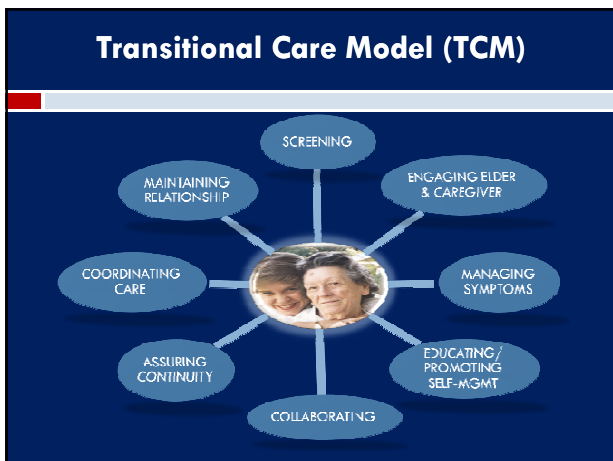 Transitional Care Model (TCM)
SCREENING
ENGAGING ELDER
& CAREGIVER
MANAGING
SYMPTOMS
EDUCATING/
PROMOTING
SELF-MGMT
COLLABORATING
ASSURING
CONTINUITY
COORDINATING
CARE
MAINTAINING
RELATIONSHIP